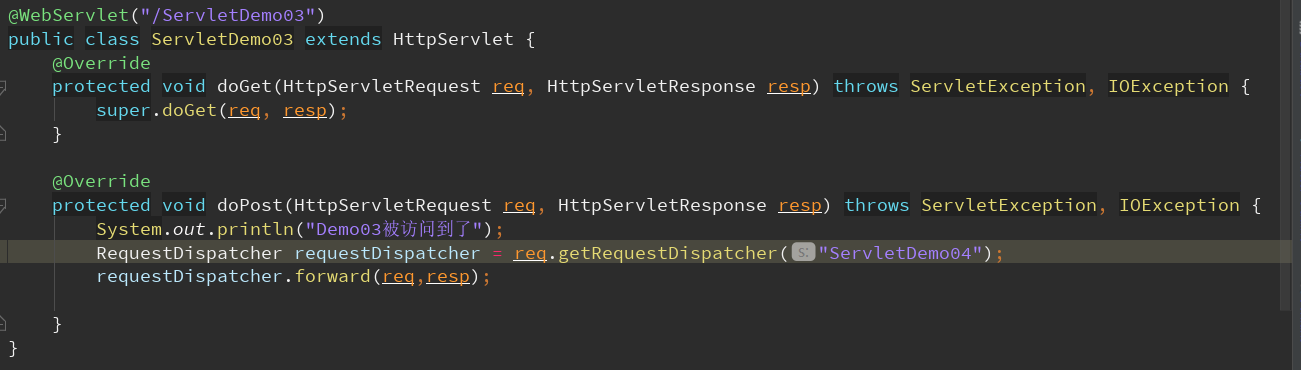 @WebServlet("/ServletDemo03")
public class ServletDemo03 extends HttpServlet {
@Override
protected void doGet(HttpServletRequest req, HttpServletResponse resp) throws ServletException, IOException {
super.doGet(req, resp);
}
@Override
protected void doPost(HttpServletRequest req, HttpServletResponse resp) throws ServletException, IOException {
System.out.println("Demo03被访问到了");
RequestDispatcher requestDispatcher = req.getRequestDispatcher( s: "ServletDemo04");
requestDispatcher.forward(req,resp);
}
}